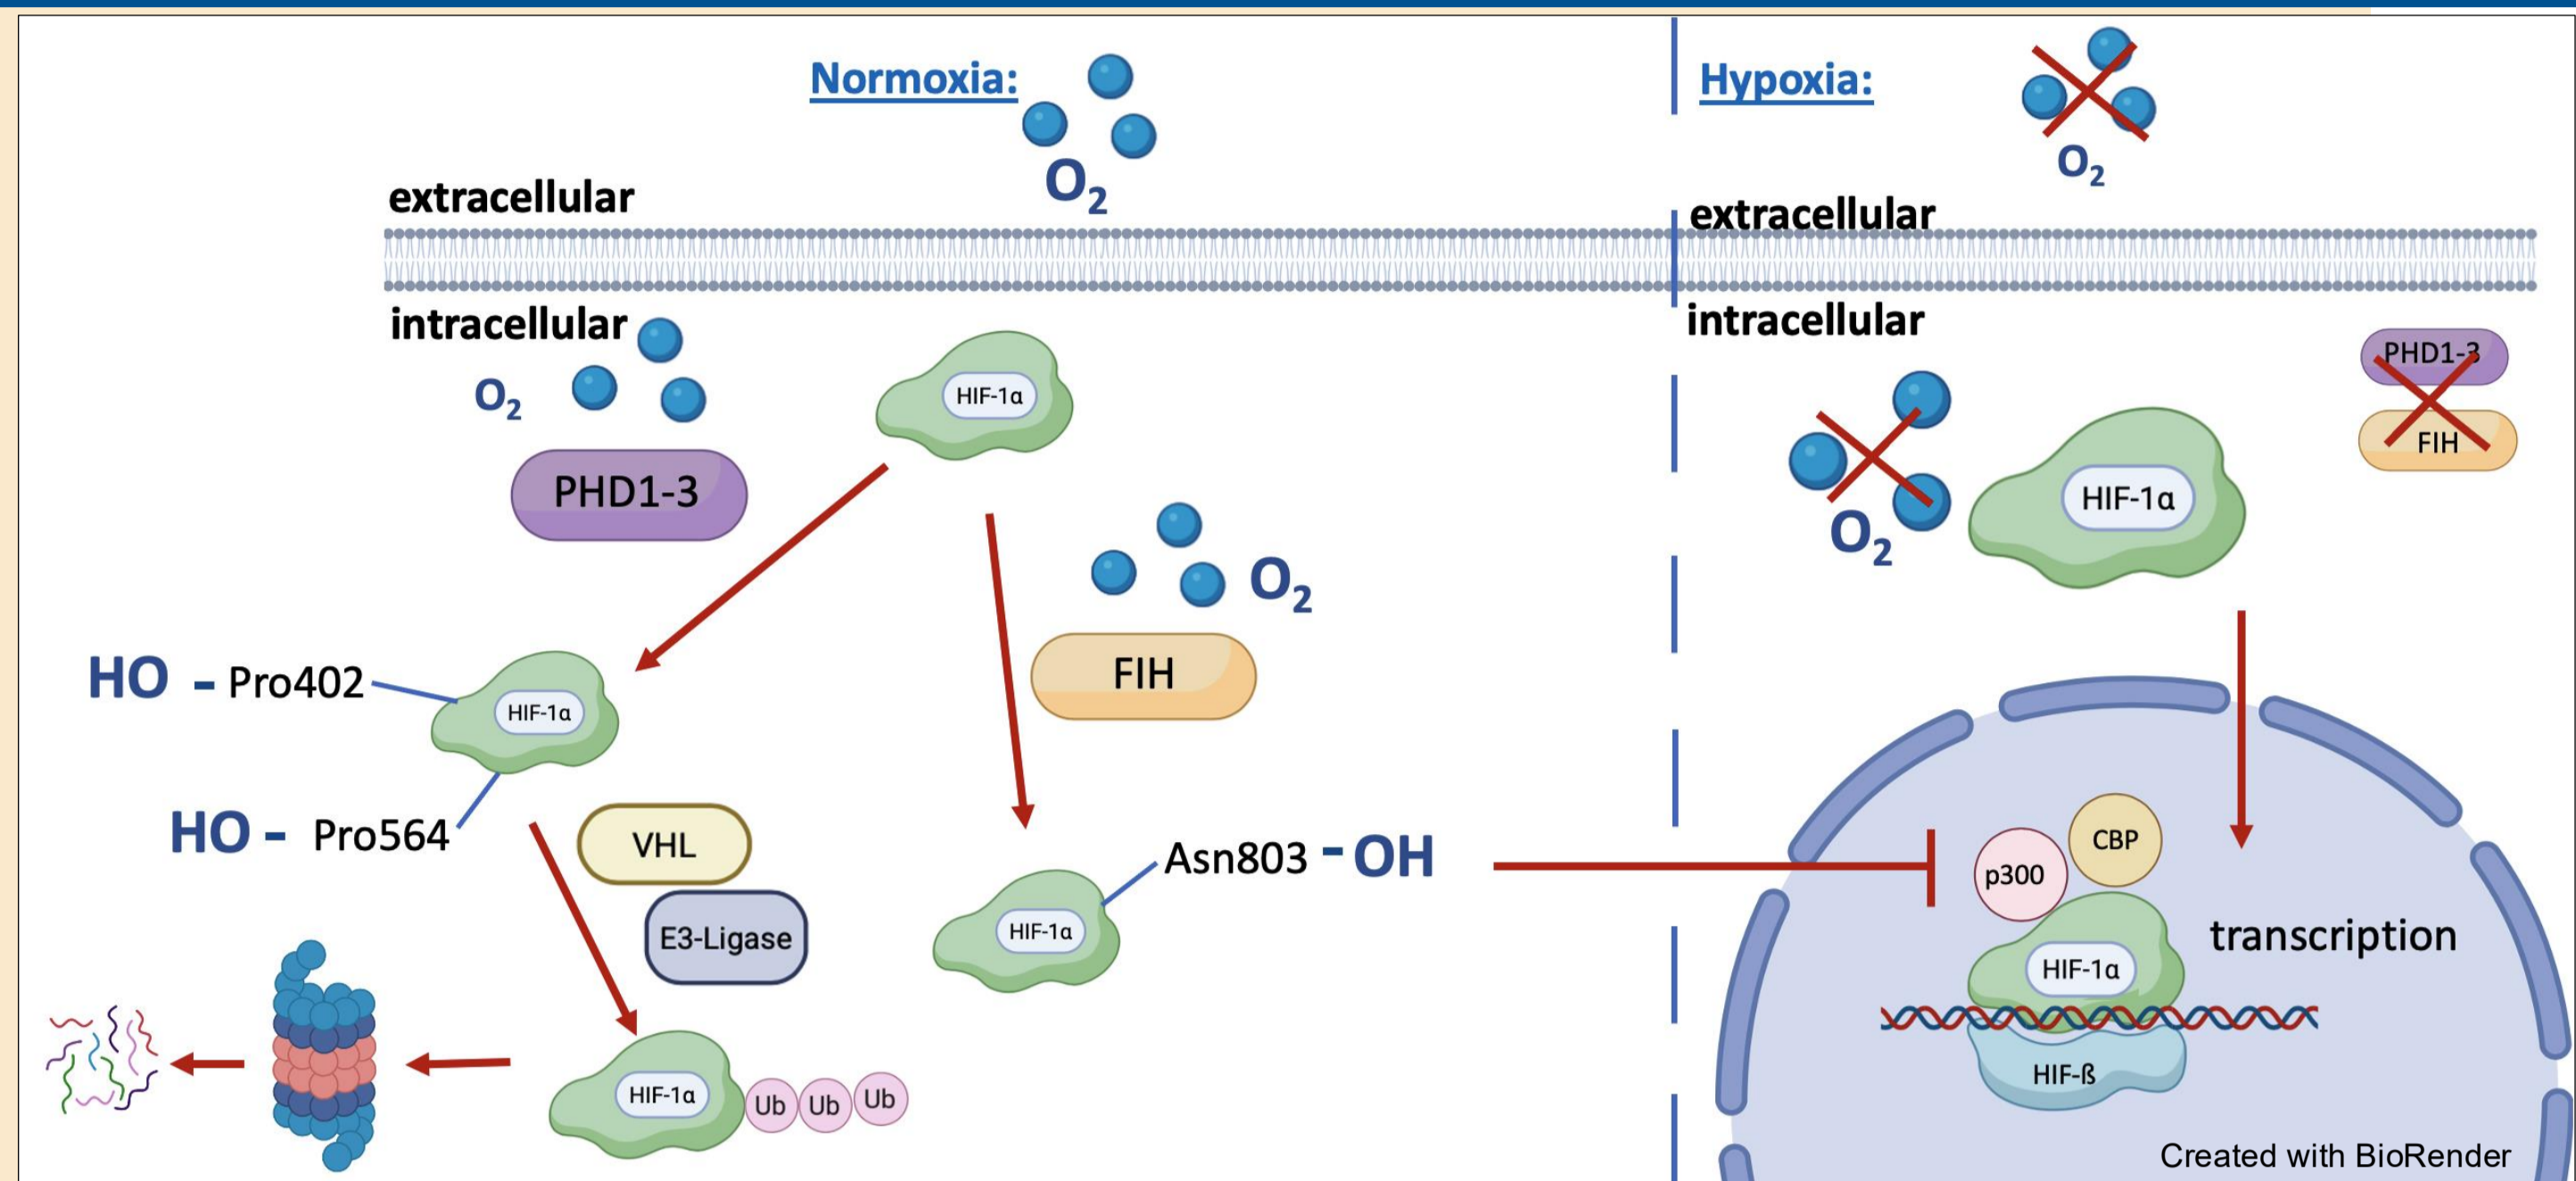 Normoxia:
O₂
extracellular
intracellular
O₂
PHD1-3
HIF-1α
O₂
FIH
HO - Pro402
HIF-1α
HO - Pro564
VHL
E3-Ligase
Asn803 - OH
HIF-1α
HIF-1α
Ub Ub Ub
Hypoxia:
O₂
extracellular
intracellular
PHD1-3
FIH
O₂
HIF-1α
CBP
p300
transcription
HIF-1α
HIF-ß
Created with BioRender